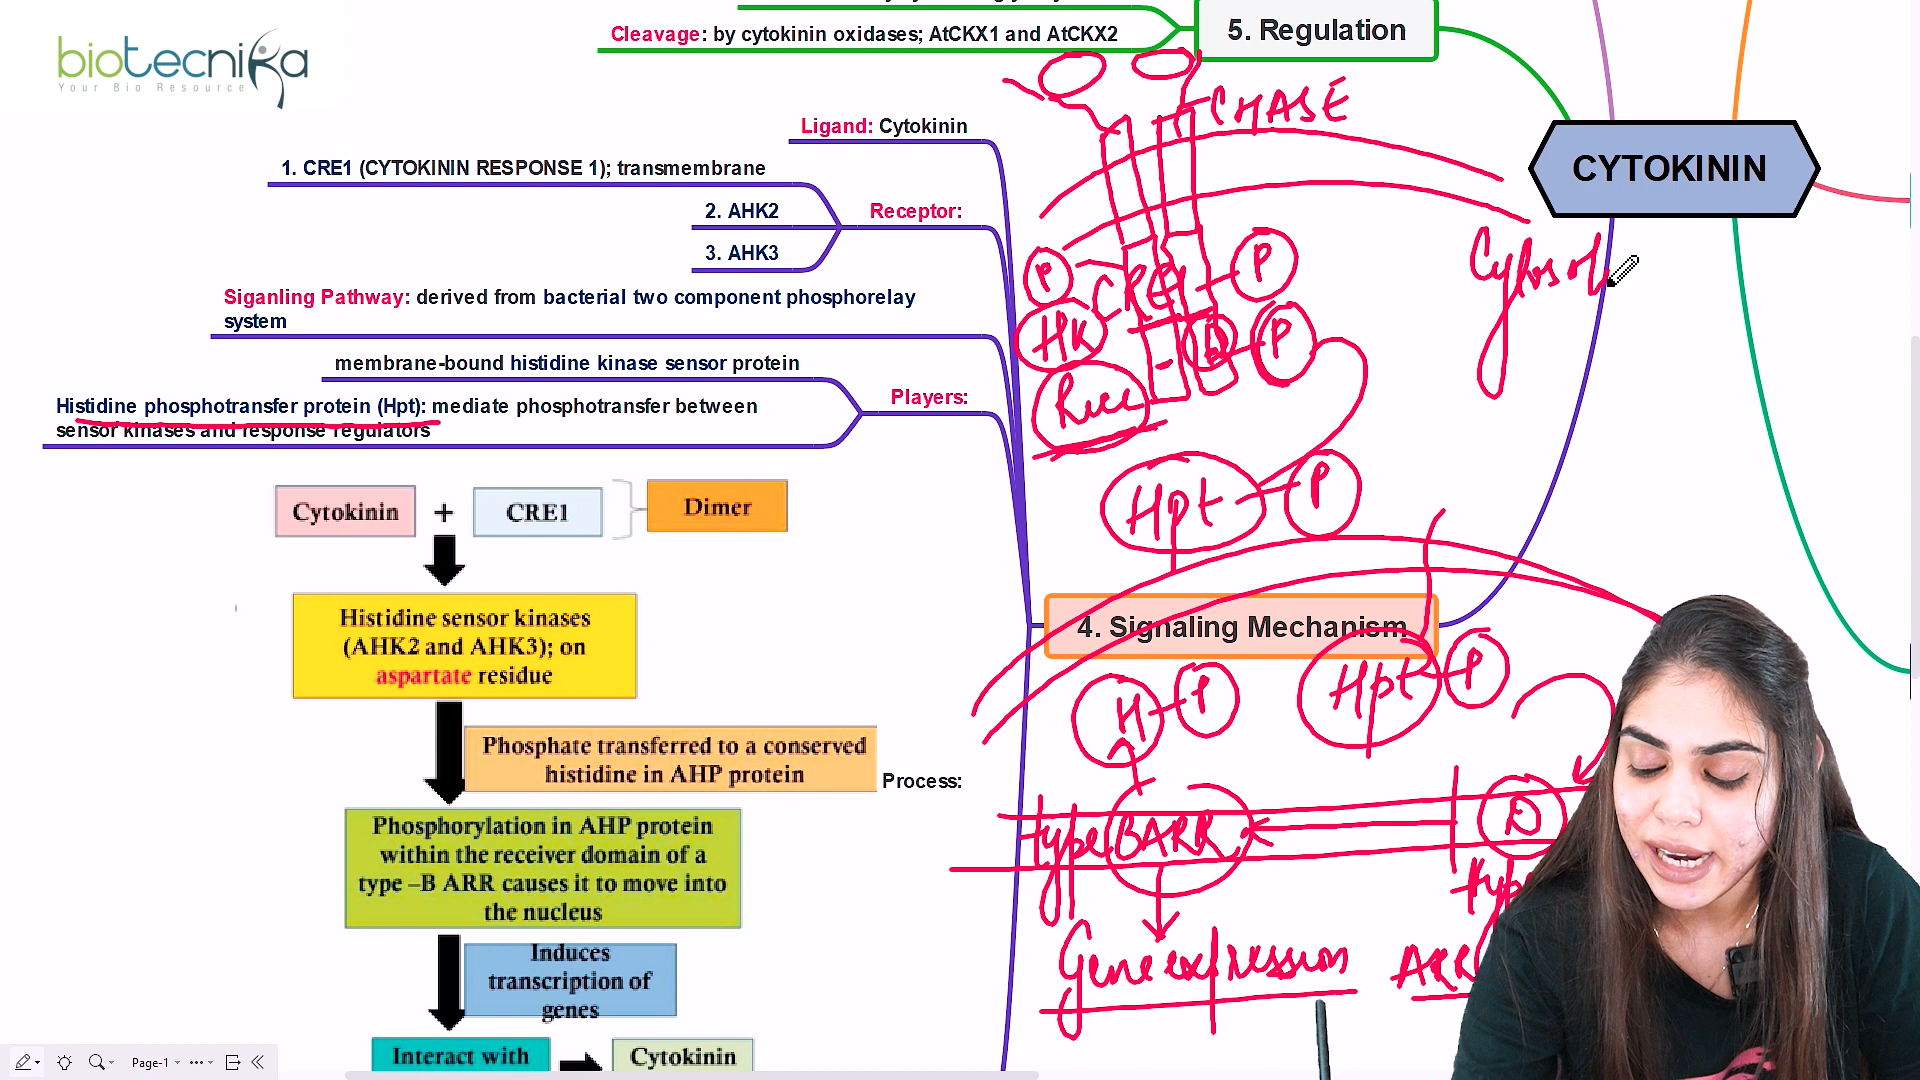 biotecnika
Your Bio Resource
Cleavage: by cytokinin oxidases; AtCKX1 and AtCKX2
5. Regulation
CHASE
Ligand: Cytokinin
1. CRE1 (CYTOKININ RESPONSE 1); transmembrane
2. AHK2
Receptor:
3. AHK3
CYTOKININ
Cytosol
P
CRE1
P
Siganling Pathway: derived from bacterial two component phosphorelay
system
HK
D
P
membrane-bound histidine kinase sensor protein
Rec
Players:
Histidine phosphotransfer protein (Hpt): mediate phosphotransfer between
sensor kinases and response regulators
Hpt
P
Cytokinin + CRE1
Dimer
Histidine sensor kinases
(AHK2 and AHK3); on
aspartate residue
4. Signaling Mechanism
Hpt
P
H
P
Phosphate transferred to a conserved
histidine in AHP protein
Process:
Phosphorylation in AHP protein
within the receiver domain of a
type –B ARR causes it to move into
the nucleus
type BARR
D
Gene expression
ARR
Induces
transcription of
genes
Interact with
Cytokinin
Page-1